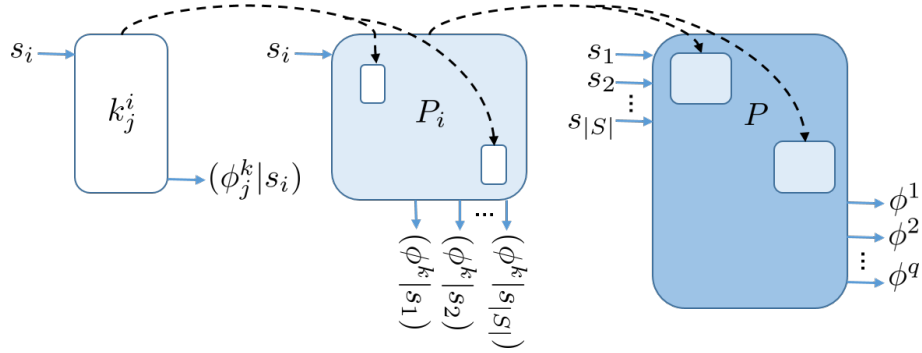 s_i
k_j^i
(ϕ_j^k|s_i)
s_i
P_i
...
(ϕ^k|s_1)
(ϕ^k|s_2)
(ϕ^k|s_{|S|})
s_1
s_2
⋮
s_{|S|}
P
ϕ^1
ϕ^2
⋮
ϕ^q